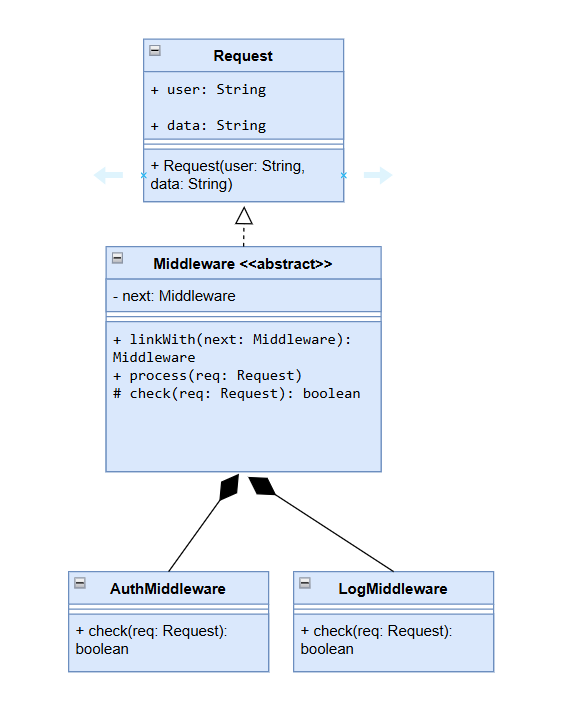 Request
+ user: String
+ data: String
+ Request(user: String,
data: String)
Middleware <<abstract>>
- next: Middleware
+ linkWith(next: Middleware):
Middleware
+ process(req: Request)
# check(req: Request): boolean
AuthMiddleware
+ check(req: Request):
boolean
LogMiddleware
+ check(req: Request):
boolean